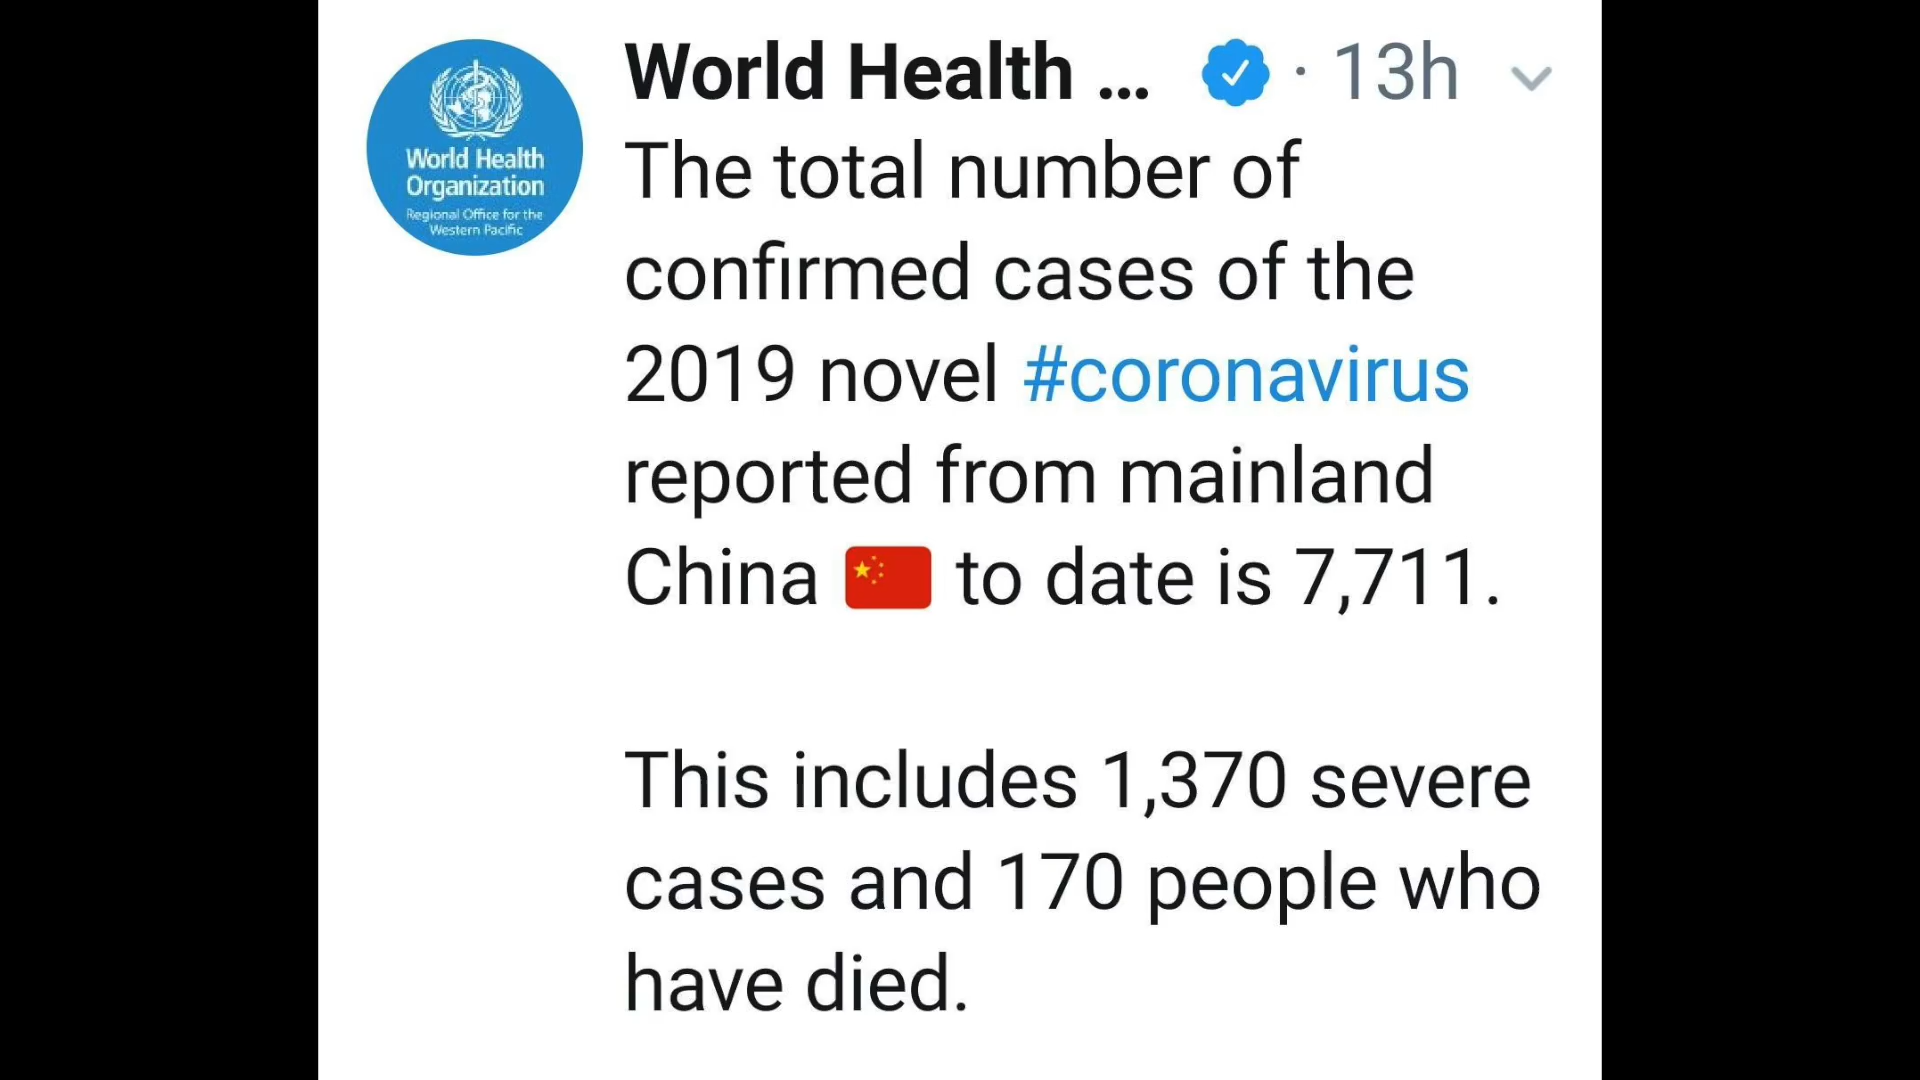 World Health
Organization
Regional Office for the
Western Pacific
World Health ... · 13h
The total number of
confirmed cases of the
2019 novel #coronavirus
reported from mainland
China 🇨🇳 to date is 7,711.
This includes 1,370 severe
cases and 170 people who
have died.